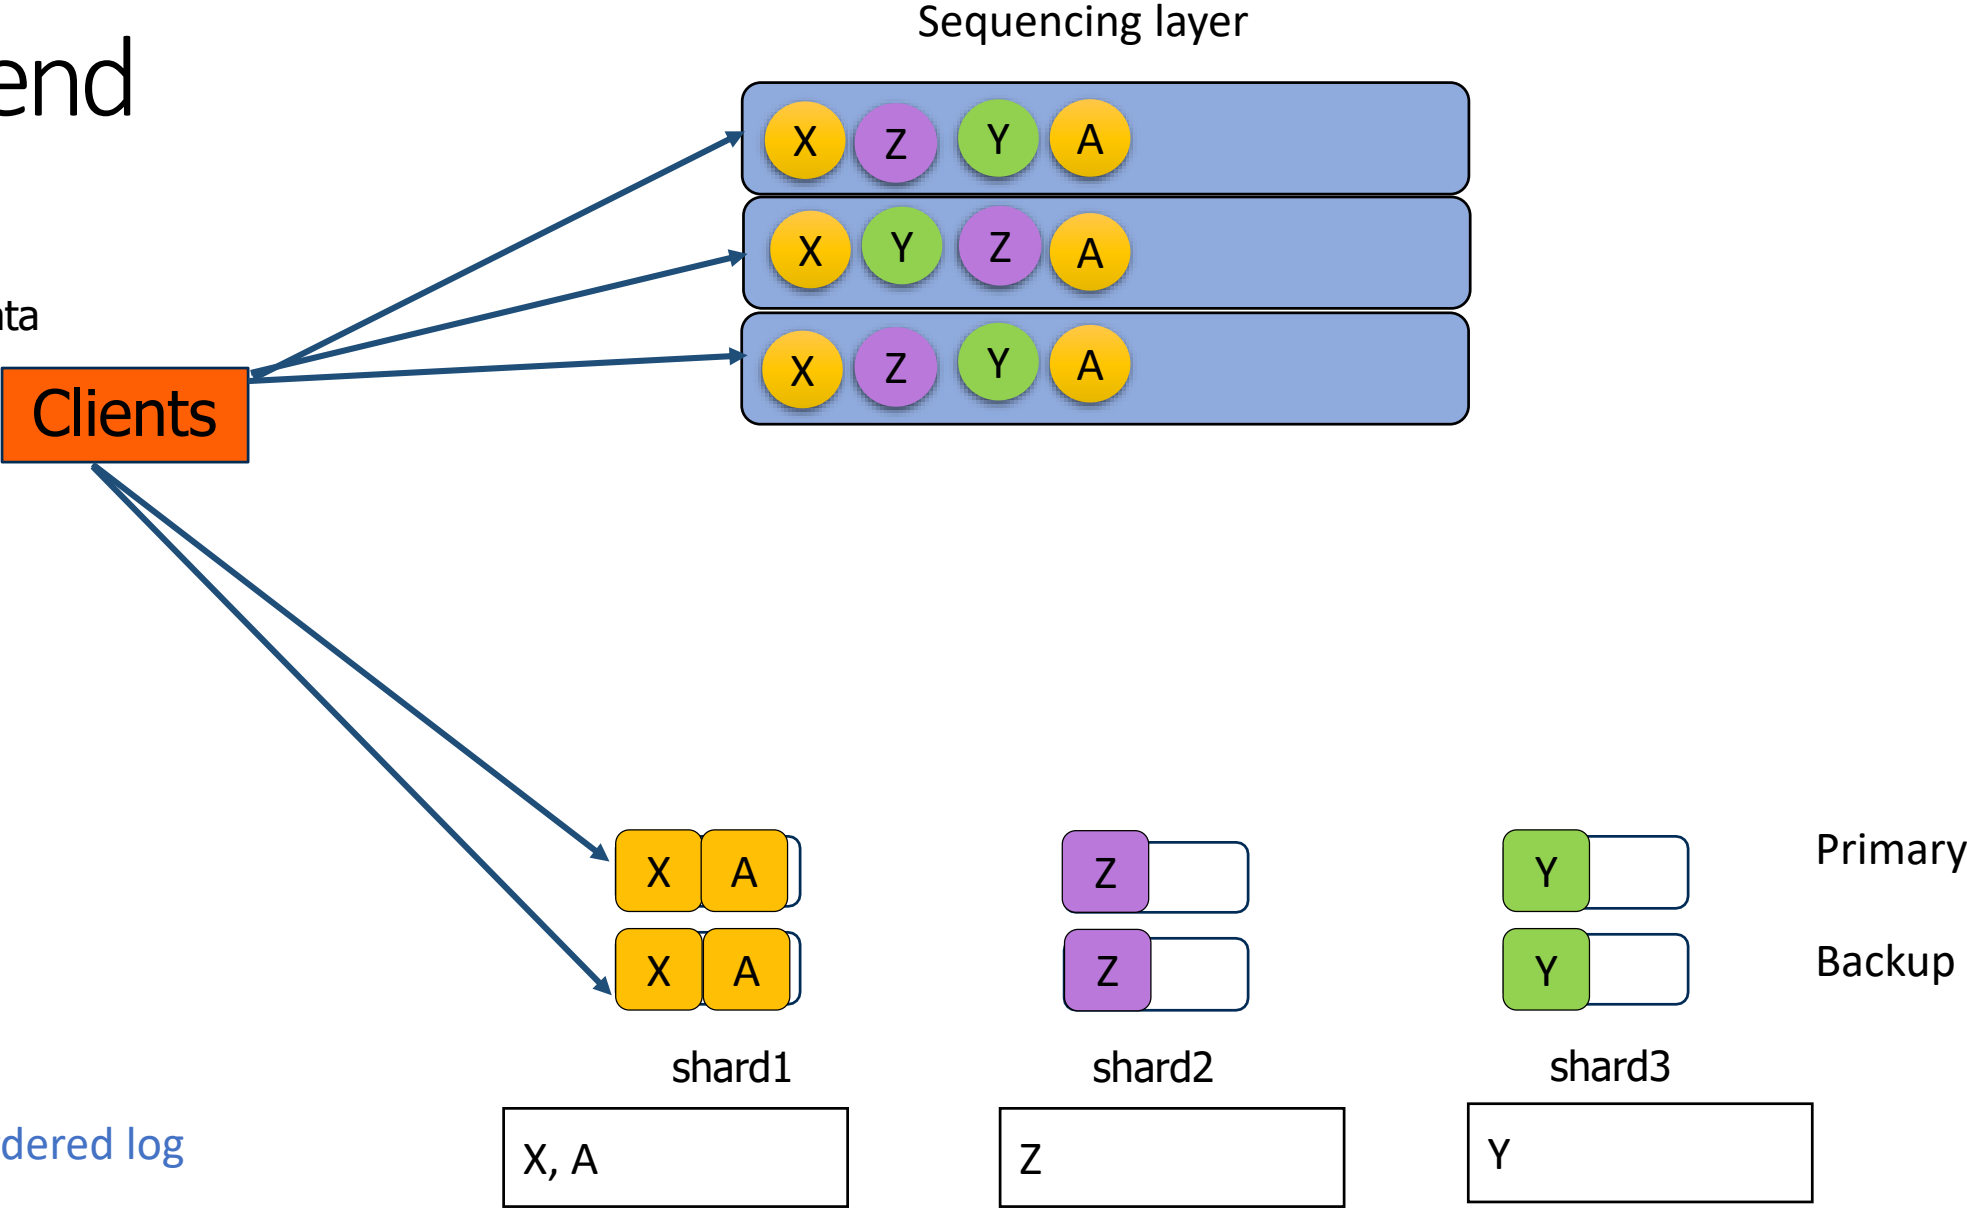 Sequencing layer
end
X Z Y A
X Y Z A
X Z Y A
ta
Clients
X A Z Y Primary
X A Z Y Backup
shard1 shard2 shard3
dered log X, A Z Y